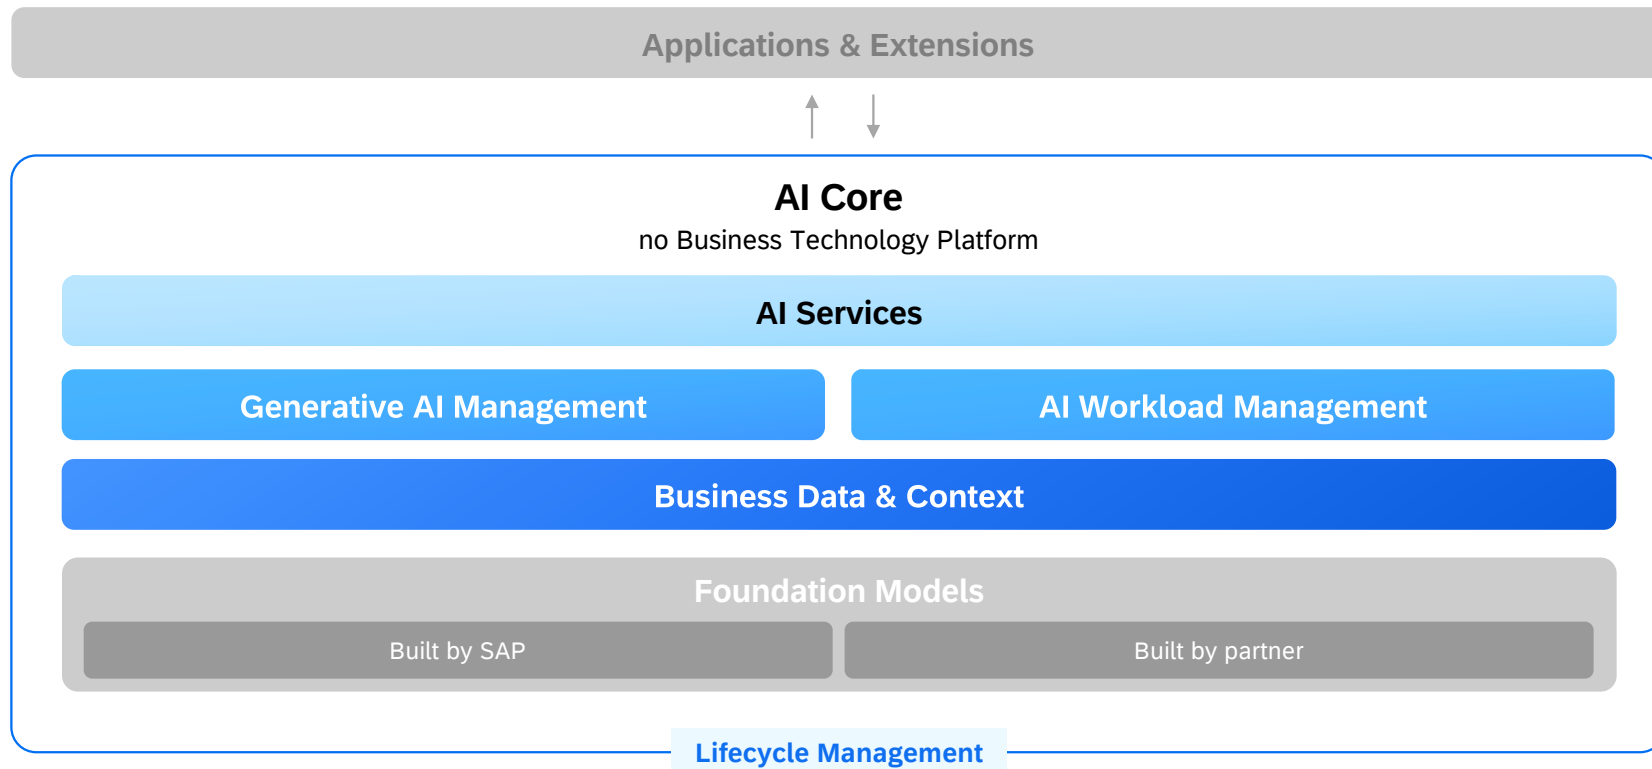 Applications & Extensions
AI Core
no Business Technology Platform
AI Services
Generative AI Management
AI Workload Management
Business Data & Context
Foundation Models
Built by SAP
Built by partner
Lifecycle Management